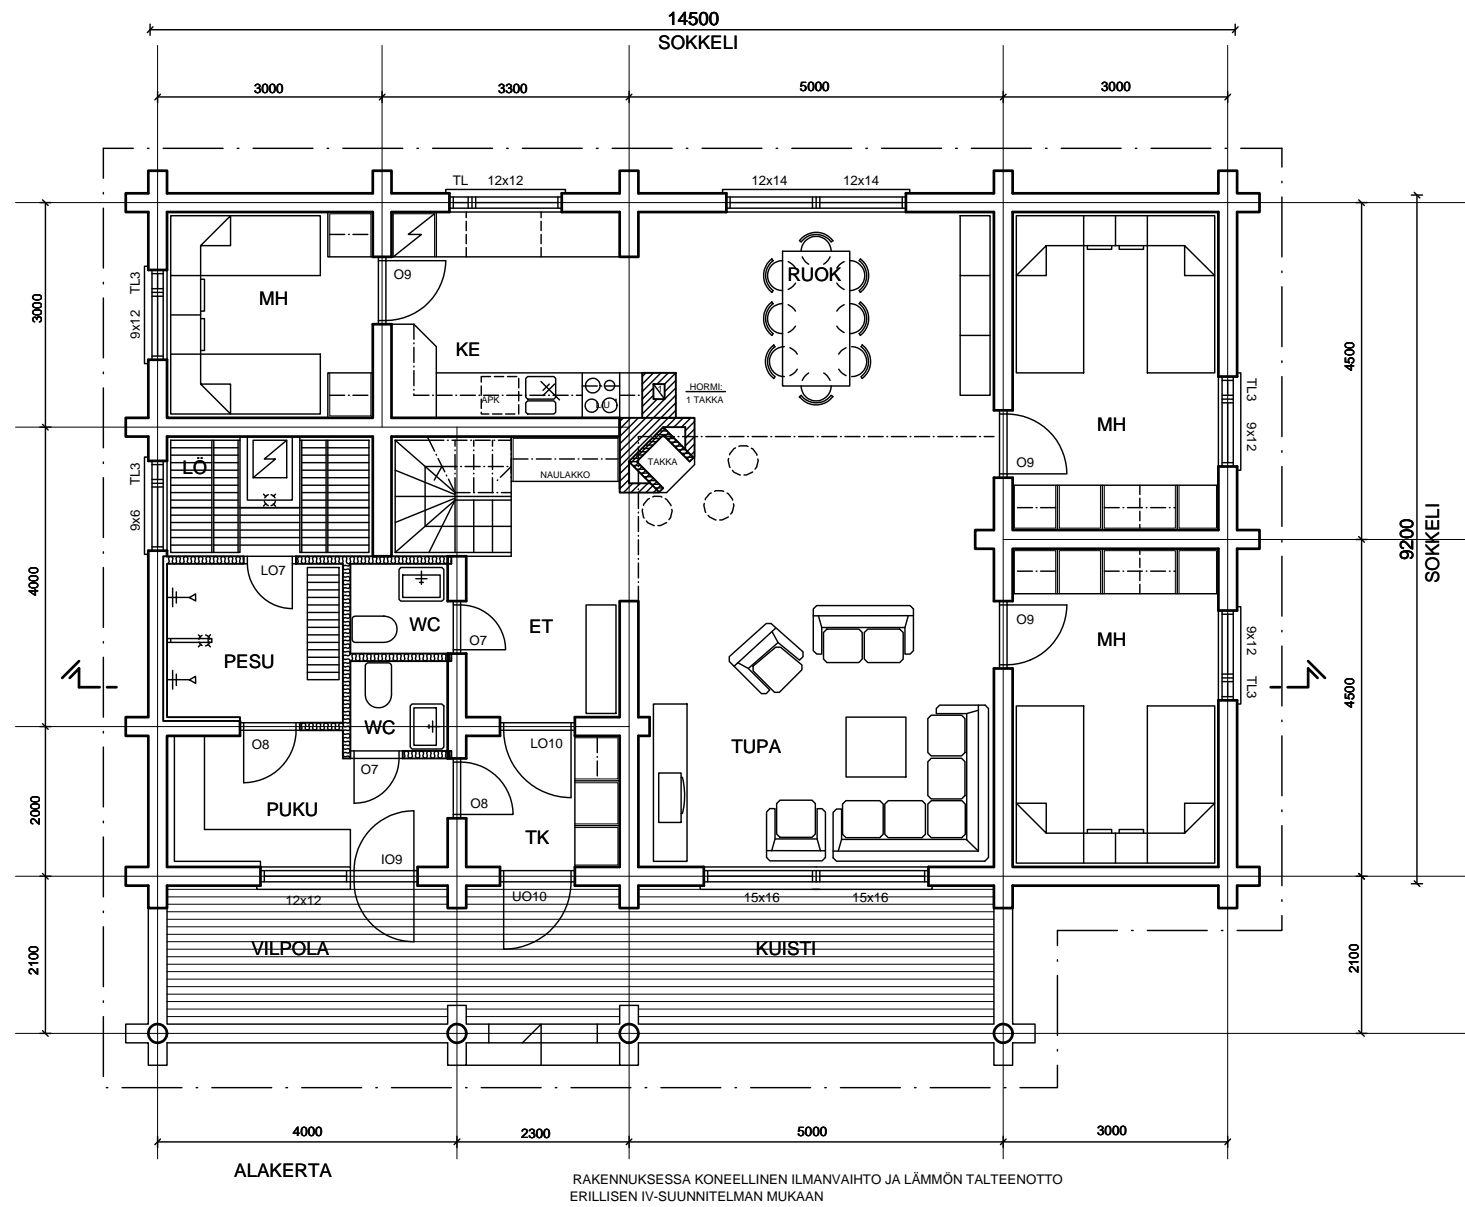 14500
SOKKELI
3000
3300
5000
3000
TL
12x12
12x14
12x14
TL3
9x12
MH
O9
KE
APK
LIU
HORMI:
1 TAKKA
RUOK
3000
4500
TL3
9x12
MH
O9
LÖ
TL3
9x6
NAULAKKO
TAKKA
9200
SOKKELI
4000
LO7
PESU
WC
O7
ET
O9
MH
9x12
TL3
4500
WC
O8
O7
LO10
TUPA
PUKU
O8
TK
2000
IO9
12x12
UO10
15x16
15x16
VILPOLA
KUISTI
2100
2100
4000
2300
5000
3000
ALAKERTA
RAKENNUKSESSA KONEELLINEN ILMANVAIHTO JA LÄMMÖN TALTEENOTTO
ERILLISEN IV-SUUNNITELMAN MUKAAN